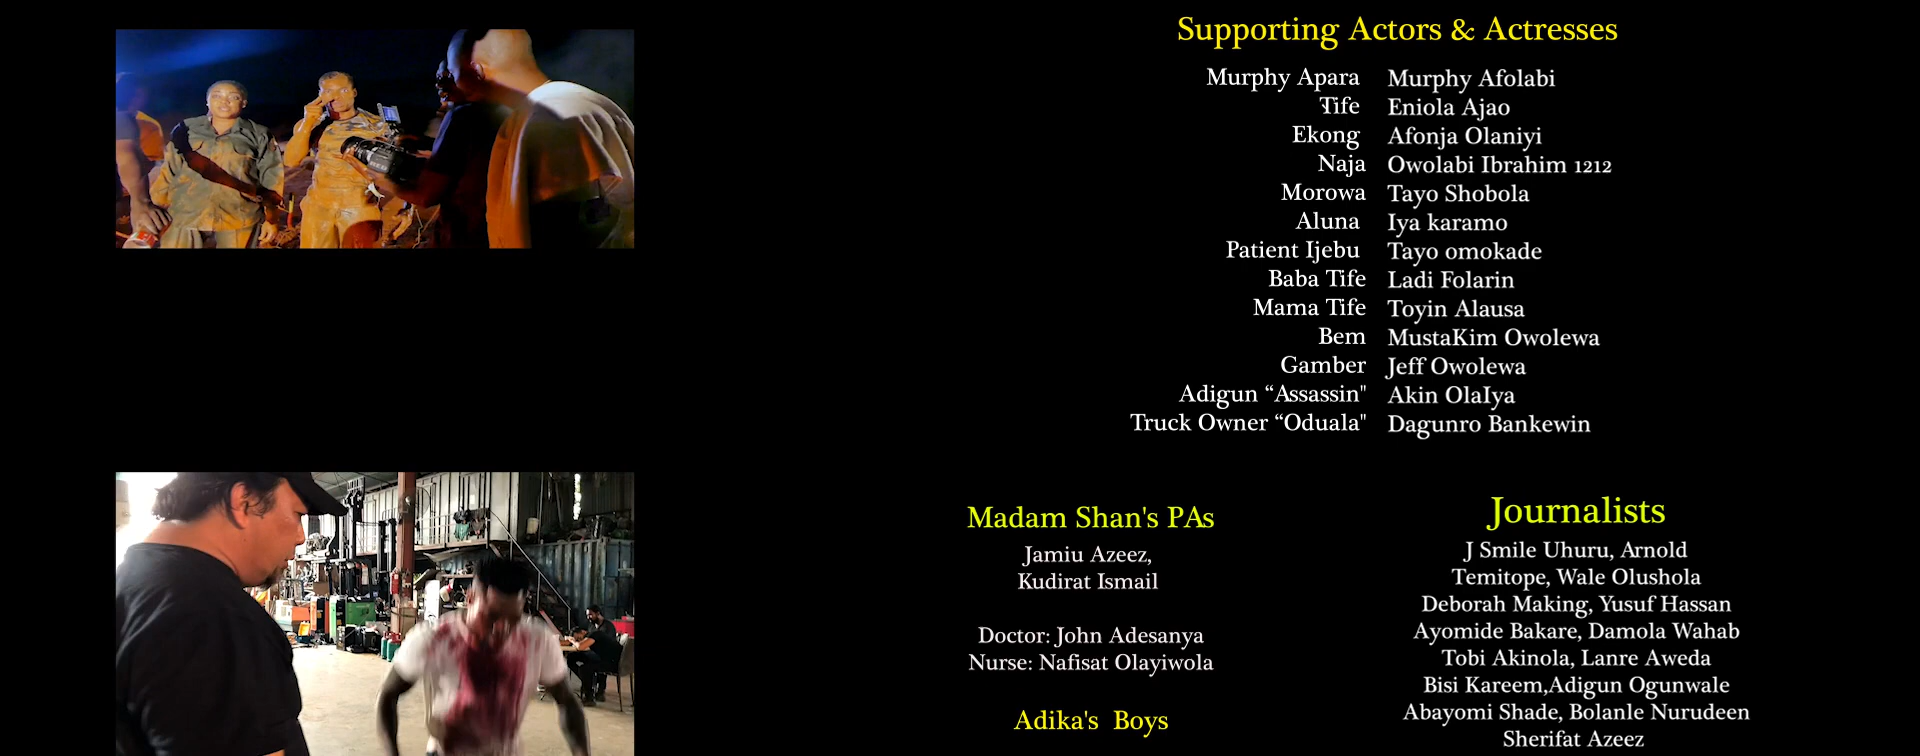 Supporting Actors & Actresses
Murphy Apara Murphy Afolabi
Tife Eniola Ajao
Ekong Afonja Olaniyi
Naja Owolabi Ibrahim 1212
Morowa Tayo Shobola
Aluna Iya karamo
Patient Ijebu Tayo omokade
Baba Tife Ladi Folarin
Mama Tife Toyin Alausa
Bem MustaKim Owolewa
Gamber Jeff Owolewa
Adigun “Assassin" Akin OlaIya
Truck Owner “Oduala" Dagunro Bankewin
Madam Shan's PAs
Jamiu Azeez,
Kudirat Ismail
Doctor: John Adesanya
Nurse: Nafisat Olayiwola
Adika's Boys
Journalists
J Smile Uhuru, Arnold
Temitope, Wale Olushola
Deborah Making, Yusuf Hassan
Ayomide Bakare, Damola Wahab
Tobi Akinola, Lanre Aweda
Bisi Kareem,Adigun Ogunwale
Abayomi Shade, Bolanle Nurudeen
Sherifat Azeez